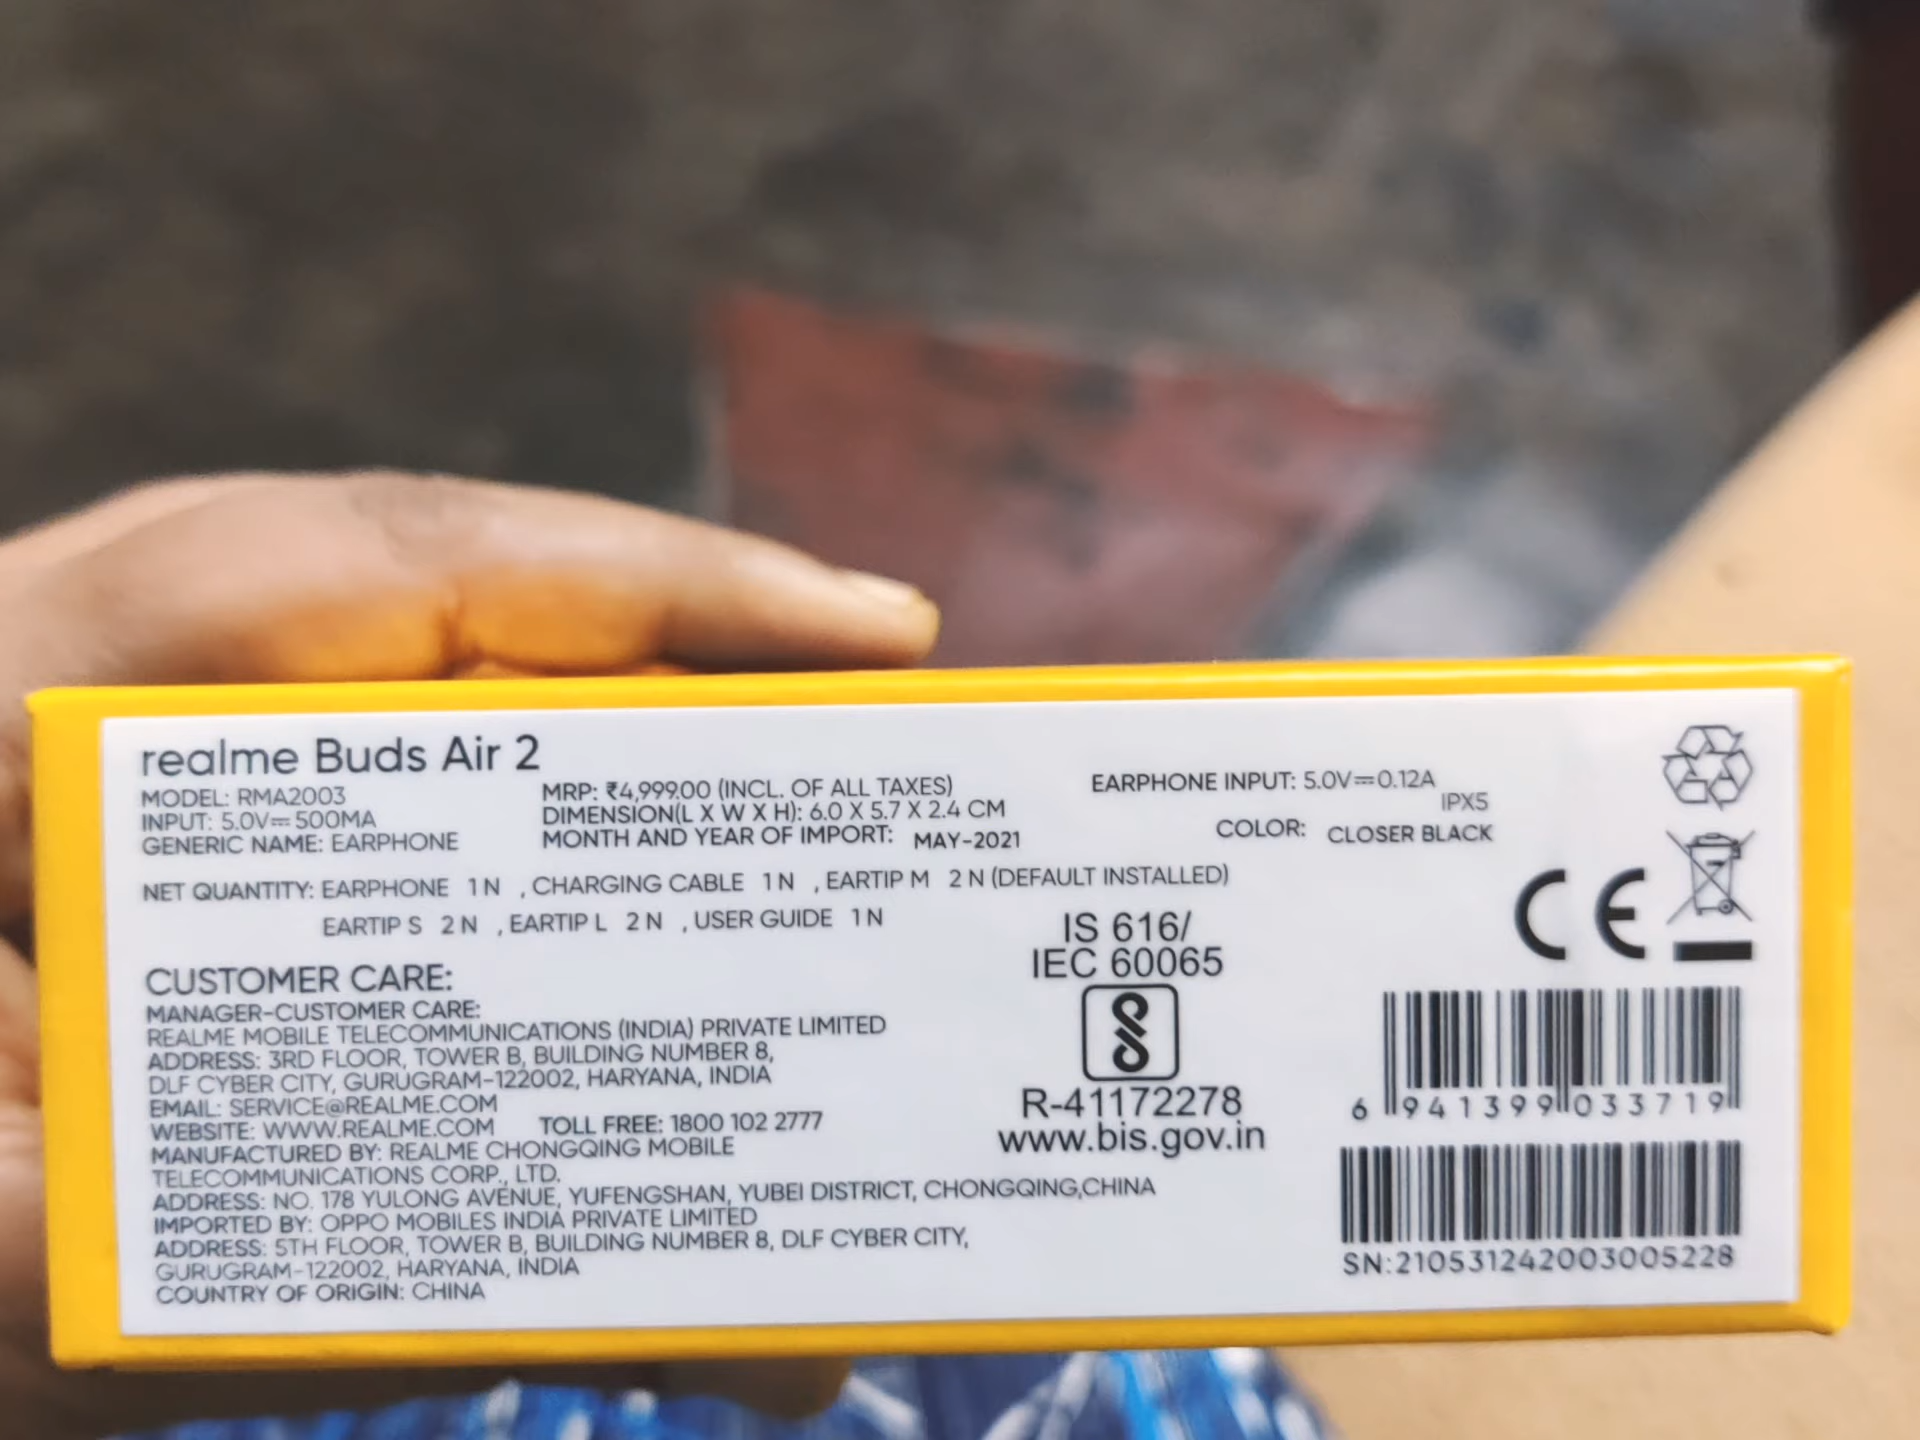 realme Buds Air 2
MODEL: RMA2003
INPUT: 5.0V⎓500MA
GENERIC NAME: EARPHONE
MRP: ₹4,999.00 (INCL. OF ALL TAXES)
DIMENSION(L X W X H): 6.0 X 5.7 X 2.4 CM
MONTH AND YEAR OF IMPORT: MAY-2021
EARPHONE INPUT: 5.0V⎓0.12A
IPX5
COLOR: CLOSER BLACK
NET QUANTITY: EARPHONE 1 N , CHARGING CABLE 1 N , EARTIP M 2 N (DEFAULT INSTALLED)
EARTIP S 2 N , EARTIP L 2 N , USER GUIDE 1 N
CUSTOMER CARE:
MANAGER-CUSTOMER CARE:
REALME MOBILE TELECOMMUNICATIONS (INDIA) PRIVATE LIMITED
ADDRESS: 3RD FLOOR, TOWER B, BUILDING NUMBER 8,
DLF CYBER CITY, GURUGRAM-122002, HARYANA, INDIA
EMAIL: SERVICE@REALME.COM
WEBSITE: WWW.REALME.COM TOLL FREE: 1800 102 2777
MANUFACTURED BY: REALME CHONGQING MOBILE
TELECOMMUNICATIONS CORP., LTD.
ADDRESS: NO. 178 YULONG AVENUE, YUFENGSHAN, YUBEI DISTRICT, CHONGQING,CHINA
IMPORTED BY: OPPO MOBILES INDIA PRIVATE LIMITED
ADDRESS: 5TH FLOOR, TOWER B, BUILDING NUMBER 8, DLF CYBER CITY,
GURUGRAM-122002, HARYANA, INDIA
COUNTRY OF ORIGIN: CHINA
IS 616/
IEC 60065
R-41172278
www.bis.gov.in
CE
6 941399 033719
SN:210531242003005228